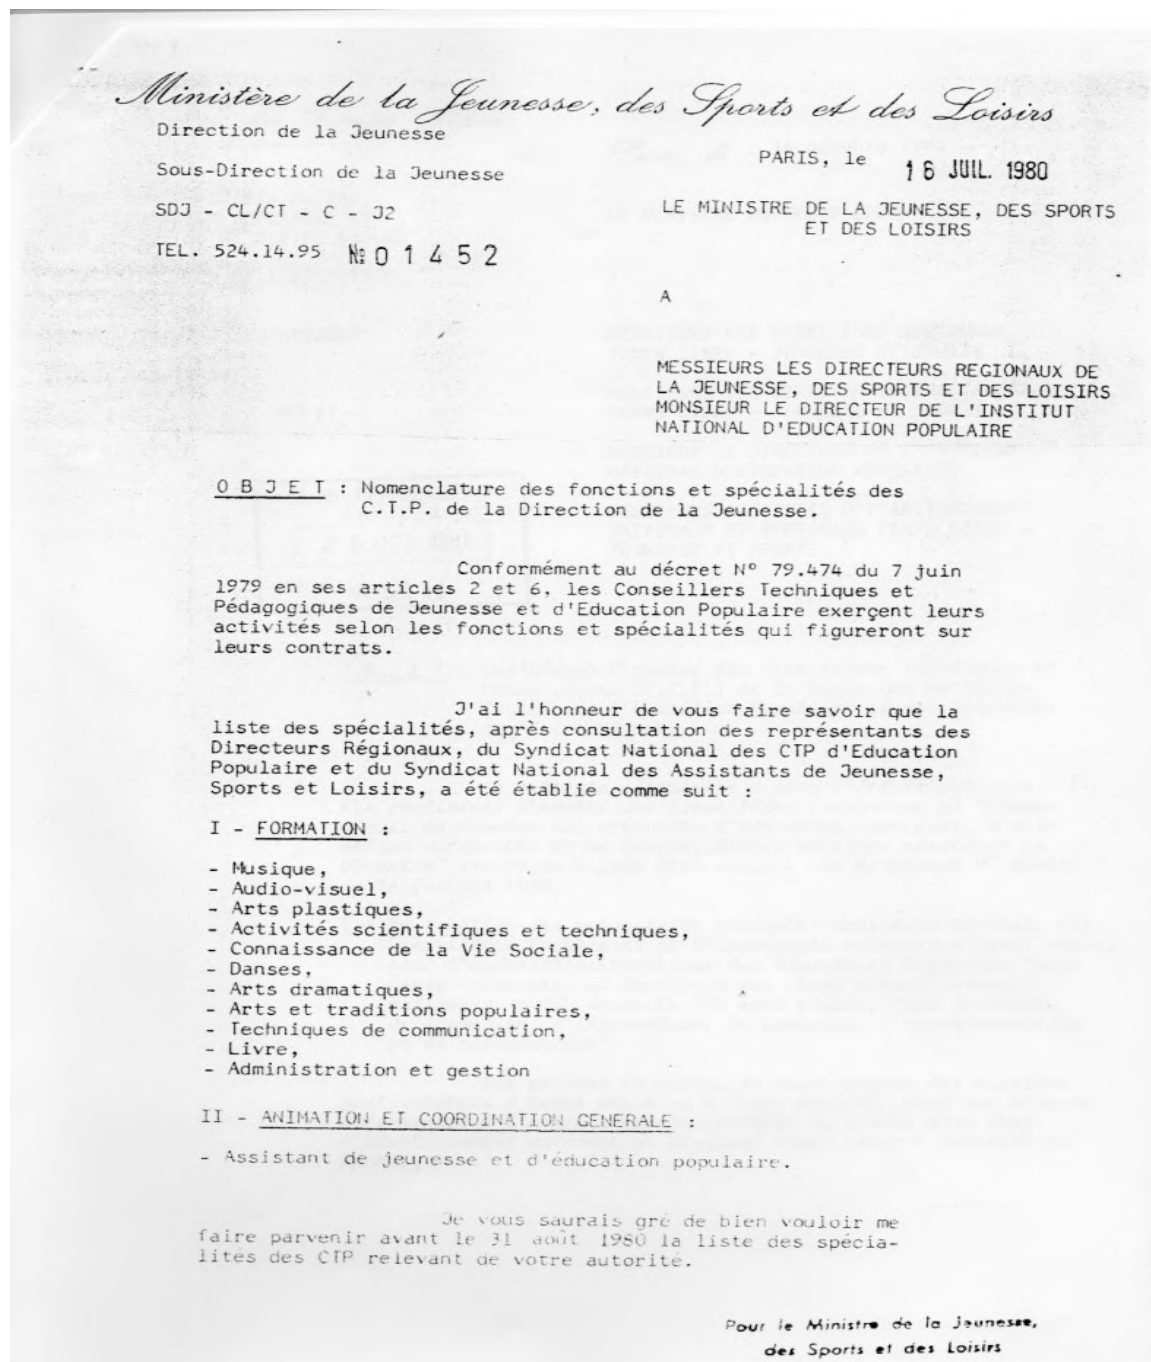 Ministère de la Jeunesse, des Sports et des Loisirs
Direction de la Jeunesse
Sous-Direction de la Jeunesse
SDJ - CL/CT - C - J2
TEL. 524.14.95 № 01452
PARIS, le 16 JUIL. 1980
LE MINISTRE DE LA JEUNESSE, DES SPORTS
ET DES LOISIRS
A
MESSIEURS LES DIRECTEURS REGIONAUX DE
LA JEUNESSE, DES SPORTS ET DES LOISIRS
MONSIEUR LE DIRECTEUR DE L'INSTITUT
NATIONAL D'EDUCATION POPULAIRE
O B J E T : Nomenclature des fonctions et spécialités des
C.T.P. de la Direction de la Jeunesse.
Conformément au décret N° 79.474 du 7 juin
1979 en ses articles 2 et 6, les Conseillers Techniques et
Pédagogiques de Jeunesse et d'Education Populaire exerçent leurs
activités selon les fonctions et spécialités qui figureront sur
leurs contrats.
J'ai l'honneur de vous faire savoir que la
liste des spécialités, après consultation des représentants des
Directeurs Régionaux, du Syndicat National des CTP d'Education
Populaire et du Syndicat National des Assistants de Jeunesse,
Sports et Loisirs, a été établie comme suit :
I - FORMATION :
- Musique,
- Audio-visuel,
- Arts plastiques,
- Activités scientifiques et techniques,
- Connaissance de la Vie Sociale,
- Danses,
- Arts dramatiques,
- Arts et traditions populaires,
- Techniques de communication,
- Livre,
- Administration et gestion
II - ANIMATION ET COORDINATION GENERALE :
- Assistant de jeunesse et d'éducation populaire.
Je vous saurais gré de bien vouloir me
faire parvenir avant le 31 août 1980 la liste des spécia-
lités des CTP relevant de votre autorité.
Pour le Ministre de la Jeunesse,
des Sports et des Loisirs